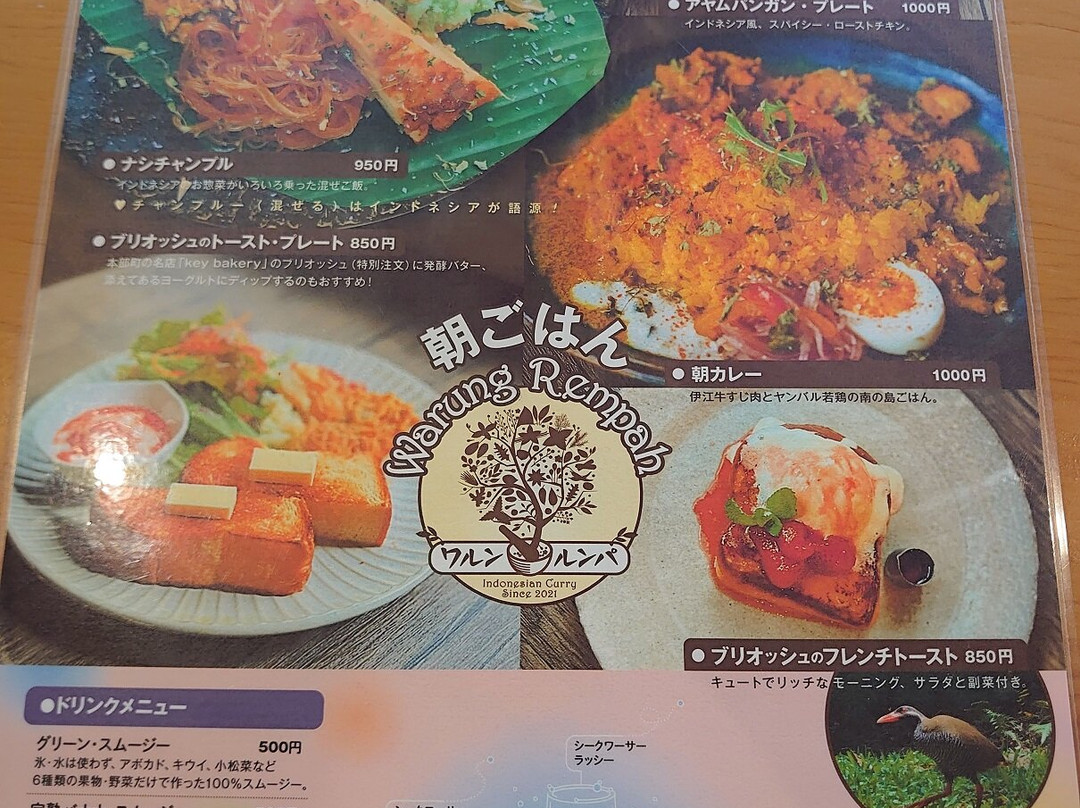 ●アヤムパンガン・プレート 1000円
インドネシア風、スパイシー・ローストチキン。
●ナシチャンプル 950円
インドネシアのお惣菜がいろいろ乗った混ぜご飯。
♥チャンプルー(混ぜる)はインドネシアが語源!
●ブリオッシュのトースト・プレート 850円
本部町の名店「key bakery」のブリオッシュ(特別注文)に発酵バター、
添えてあるヨーグルトにディップするのもおすすめ!
●朝カレー 1000円
伊江牛すじ肉とヤンバル若鶏の南の島ごはん。
朝ごはん
Warung Rempah
ワルン ルンパ
Indonesian Curry
Since 2021
●ブリオッシュのフレンチトースト 850円
キュートでリッチなモーニング、サラダと副菜付き。
●ドリンクメニュー
グリーン・スムージー 500円
氷・水は使わず、アボカド、キウイ、小松菜など
6種類の果物・野菜だけで作った100%スムージー。
シークワーサー
ラッシー